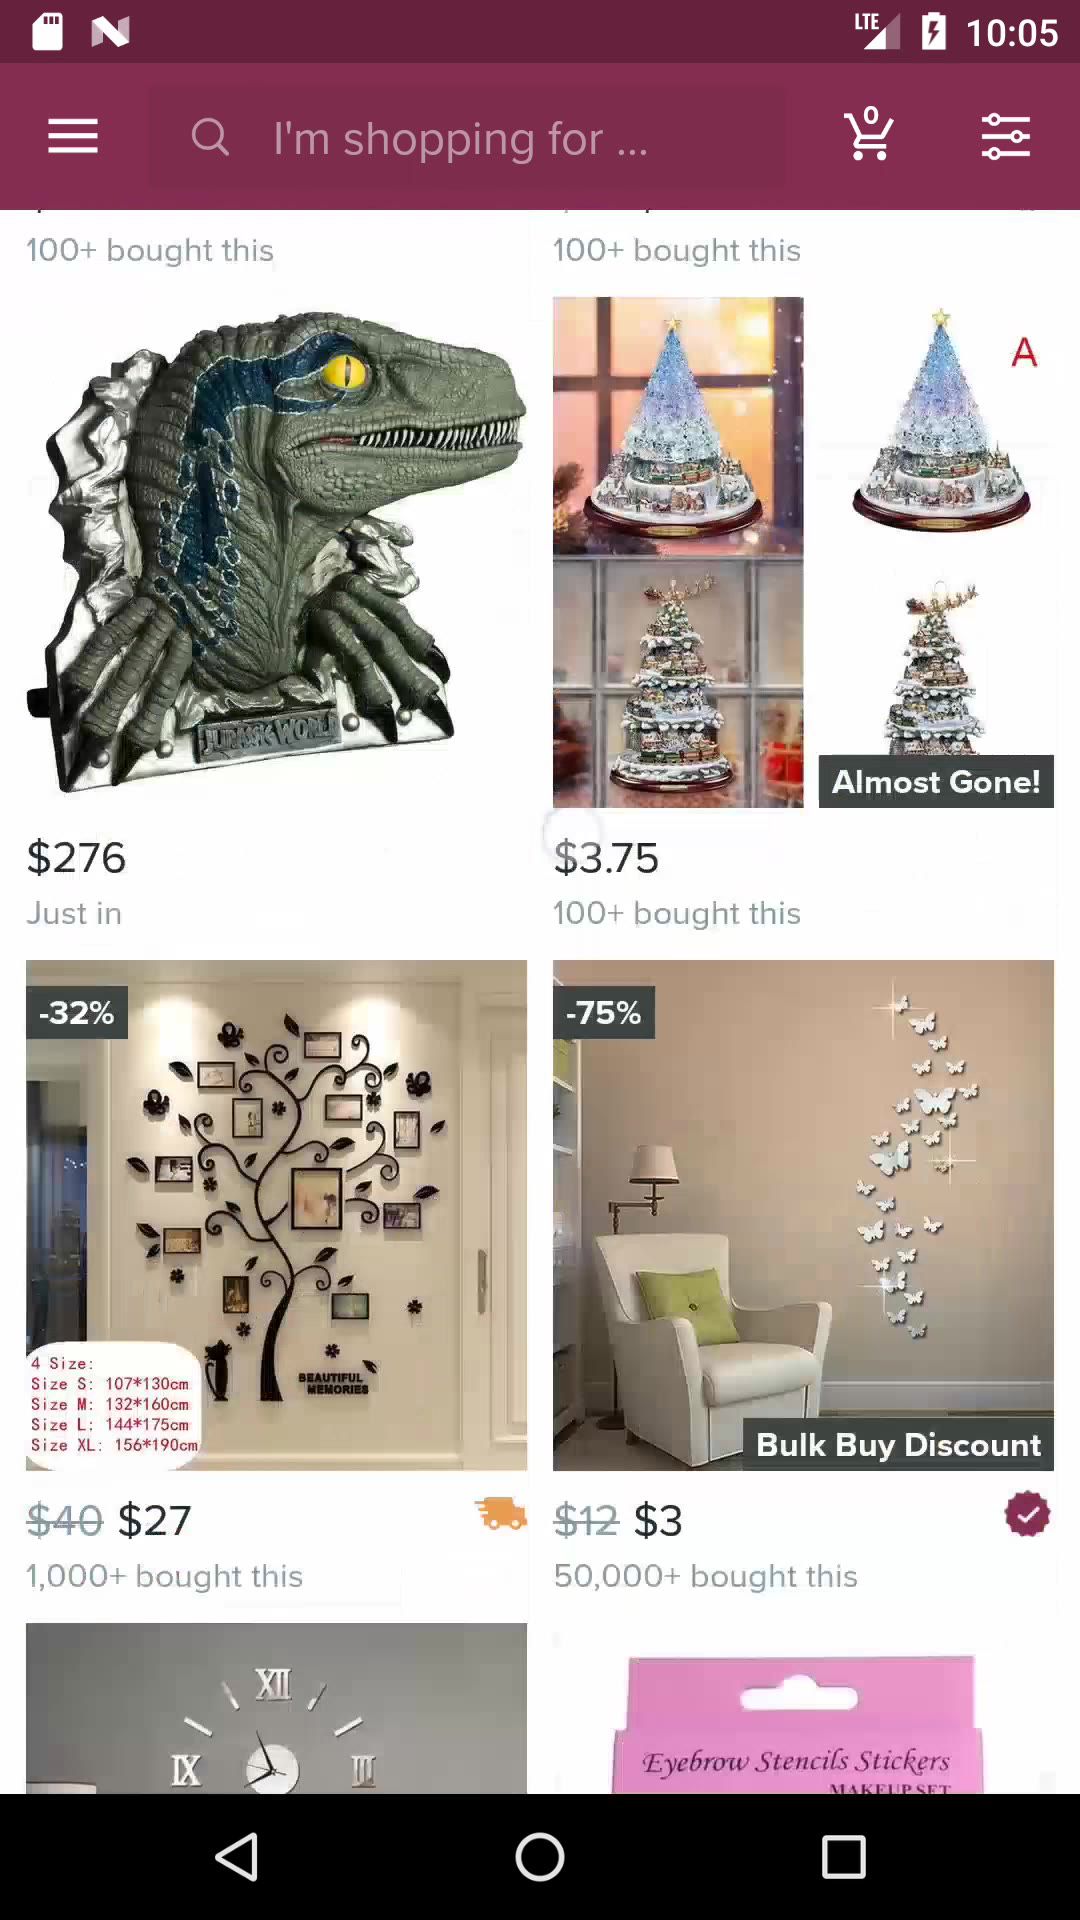 LTE 10:05
I'm shopping for ...
0
100+ bought this
100+ bought this
JURASSIC WORLD
A
Almost Gone!
$276
Just in
$3.75
100+ bought this
-32%
4 Size:
Size S: 107*130cm
Size M: 132*160cm
Size L: 144*175cm
Size XL: 156*190cm
BEAUTIFUL
MEMORIES
-75%
Bulk Buy Discount
$40 $27
1,000+ bought this
$12 $3
50,000+ bought this
XII
IX
III
Eyebrow Stencils Stickers
MAKEUP SET